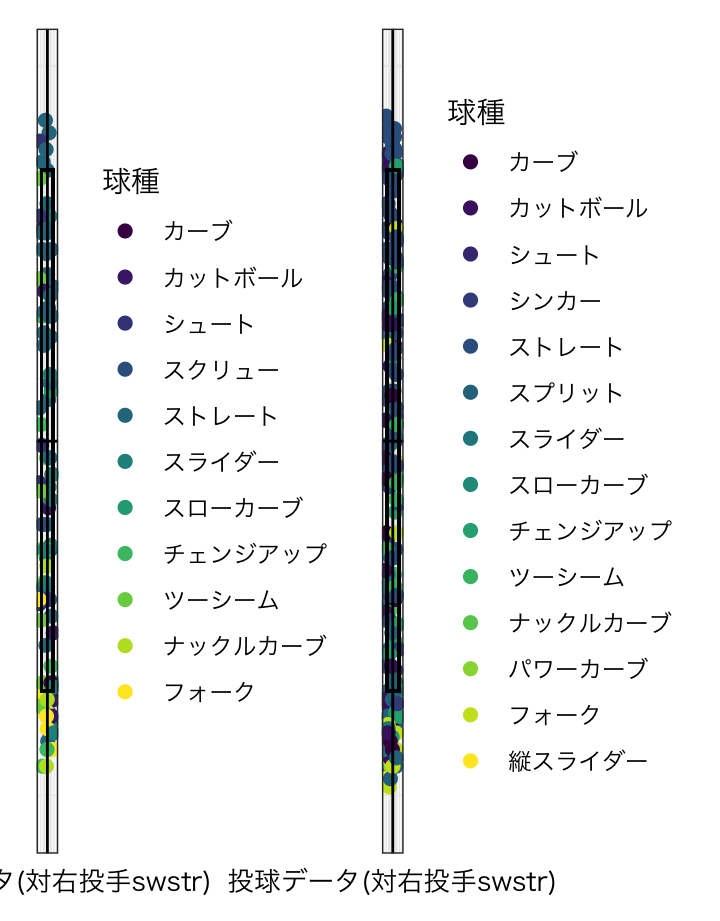 球種
カーブ
カットボール
シュート
スクリュー
ストレート
スライダー
スローカーブ
チェンジアップ
ツーシーム
ナックルカーブ
フォーク
球種
カーブ
カットボール
シュート
シンカー
ストレート
スプリット
スライダー
スローカーブ
チェンジアップ
ツーシーム
ナックルカーブ
パワーカーブ
フォーク
縦スライダー
タ(対右投手swstr) 投球データ(対右投手swstr)